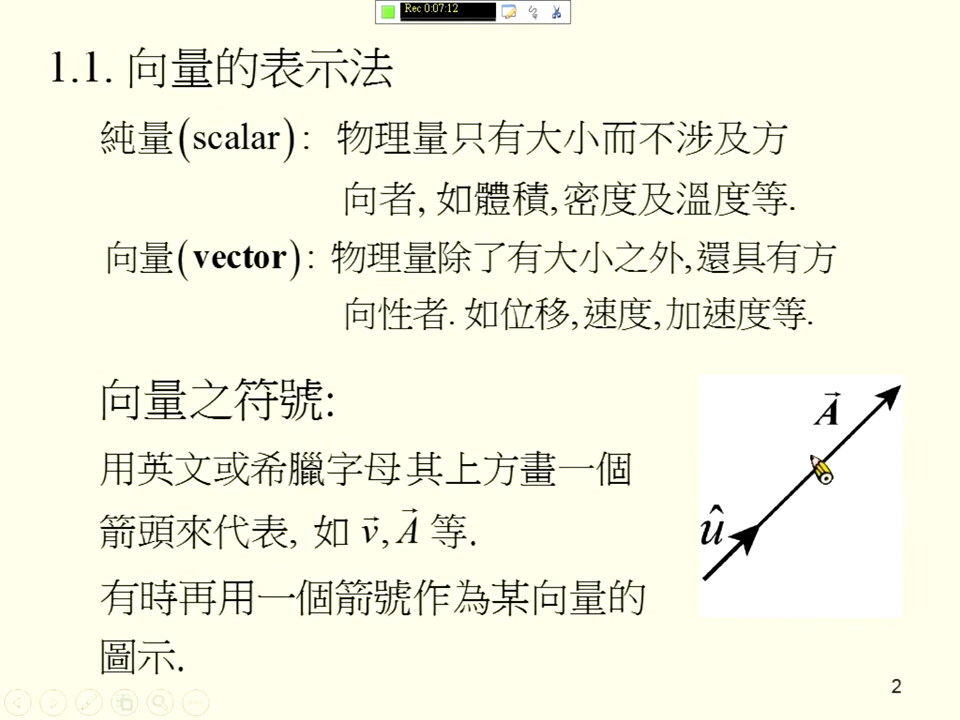 Rec 0:07:12
1.1. 向量的表示法
純量(scalar): 物理量只有大小而不涉及方
向者, 如體積,密度及溫度等.
向量(vector): 物理量除了有大小之外,還具有方
向性者. 如位移,速度,加速度等.
向量之符號:
用英文或希臘字母其上方畫一個
箭頭來代表, 如 v⃗, A⃗ 等.
有時再用一個箭號作為某向量的
圖示.
A⃗
û
2